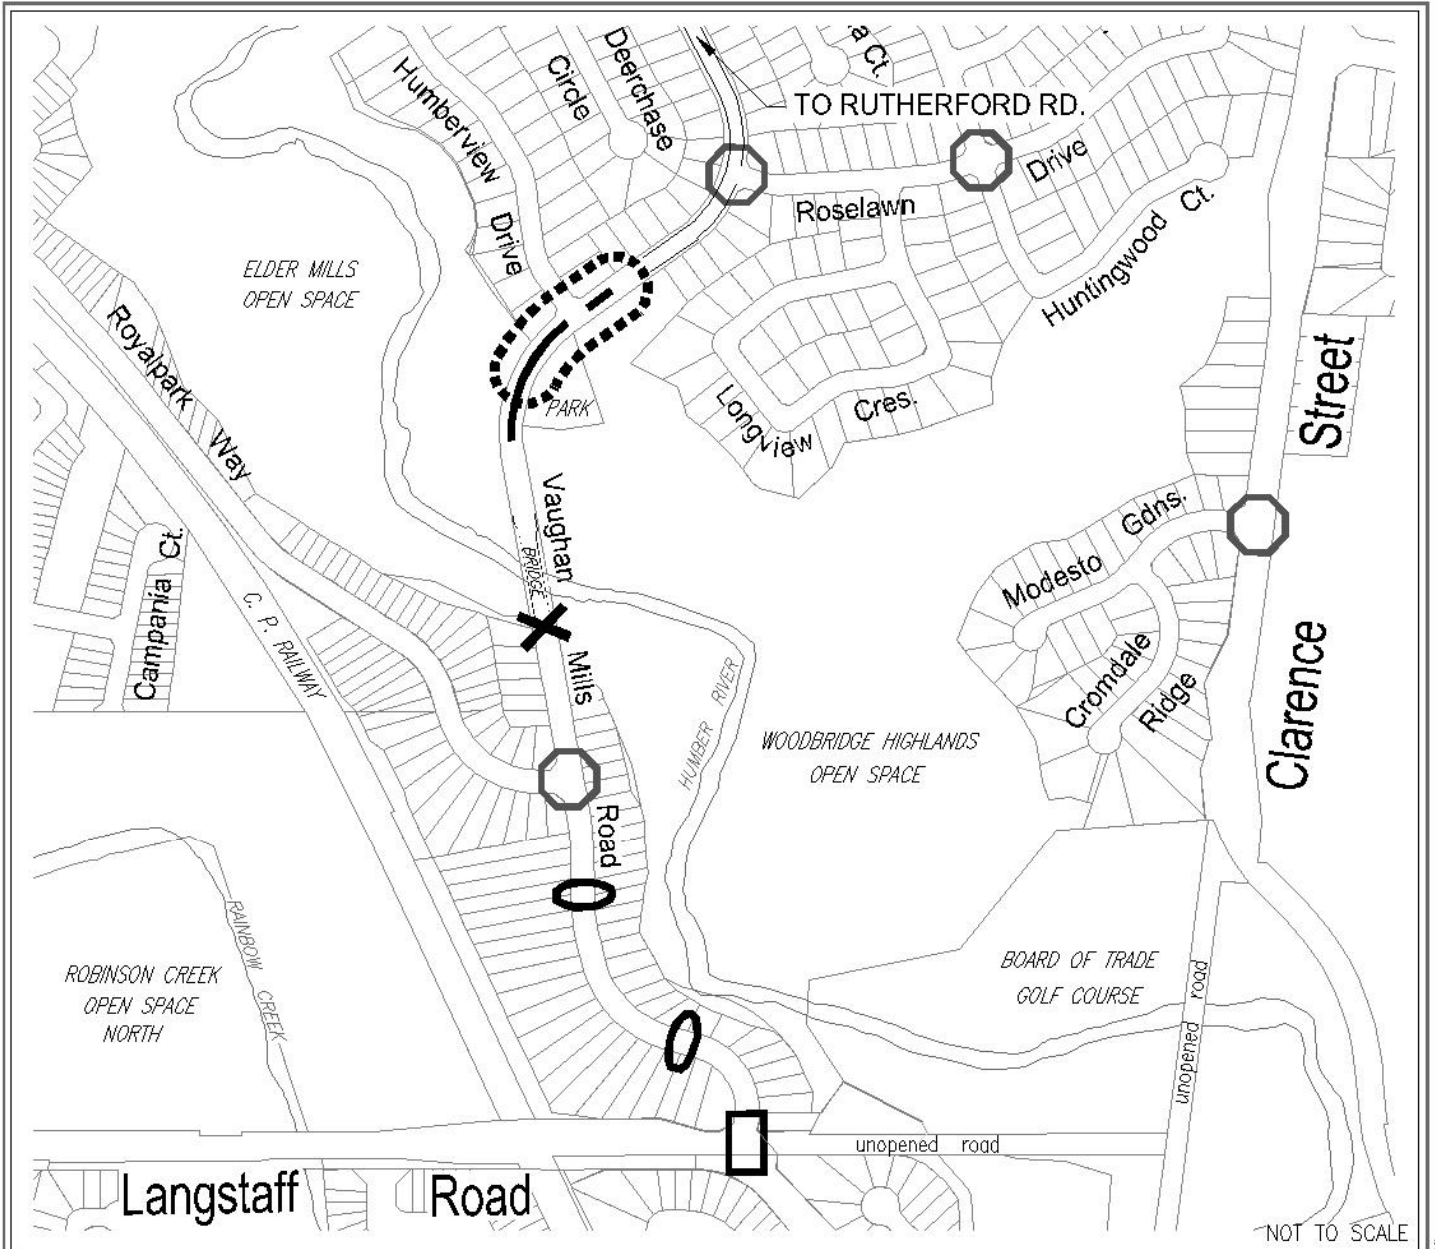 Humberview
Drive
Circle
Deerchase
a Ct.
TO RUTHERFORD RD.
Drive
Roselawn
Huntingwood Ct.
ELDER MILLS
OPEN SPACE
Royalpark
Way
PARK
Longview
Cres.
Street
Vaughan
BRIDGE
Mills
Road
Campania Ct.
C. P. RAILWAY
Modesto Gdns.
Cromdale
Ridge
Clarence
HUMBER RIVER
WOODBRIDGE HIGHLANDS
OPEN SPACE
RAINBOW CREEK
ROBINSON CREEK
OPEN SPACE
NORTH
BOARD OF TRADE
GOLF COURSE
unopened road
unopened road
Langstaff Road
NOT TO SCALE